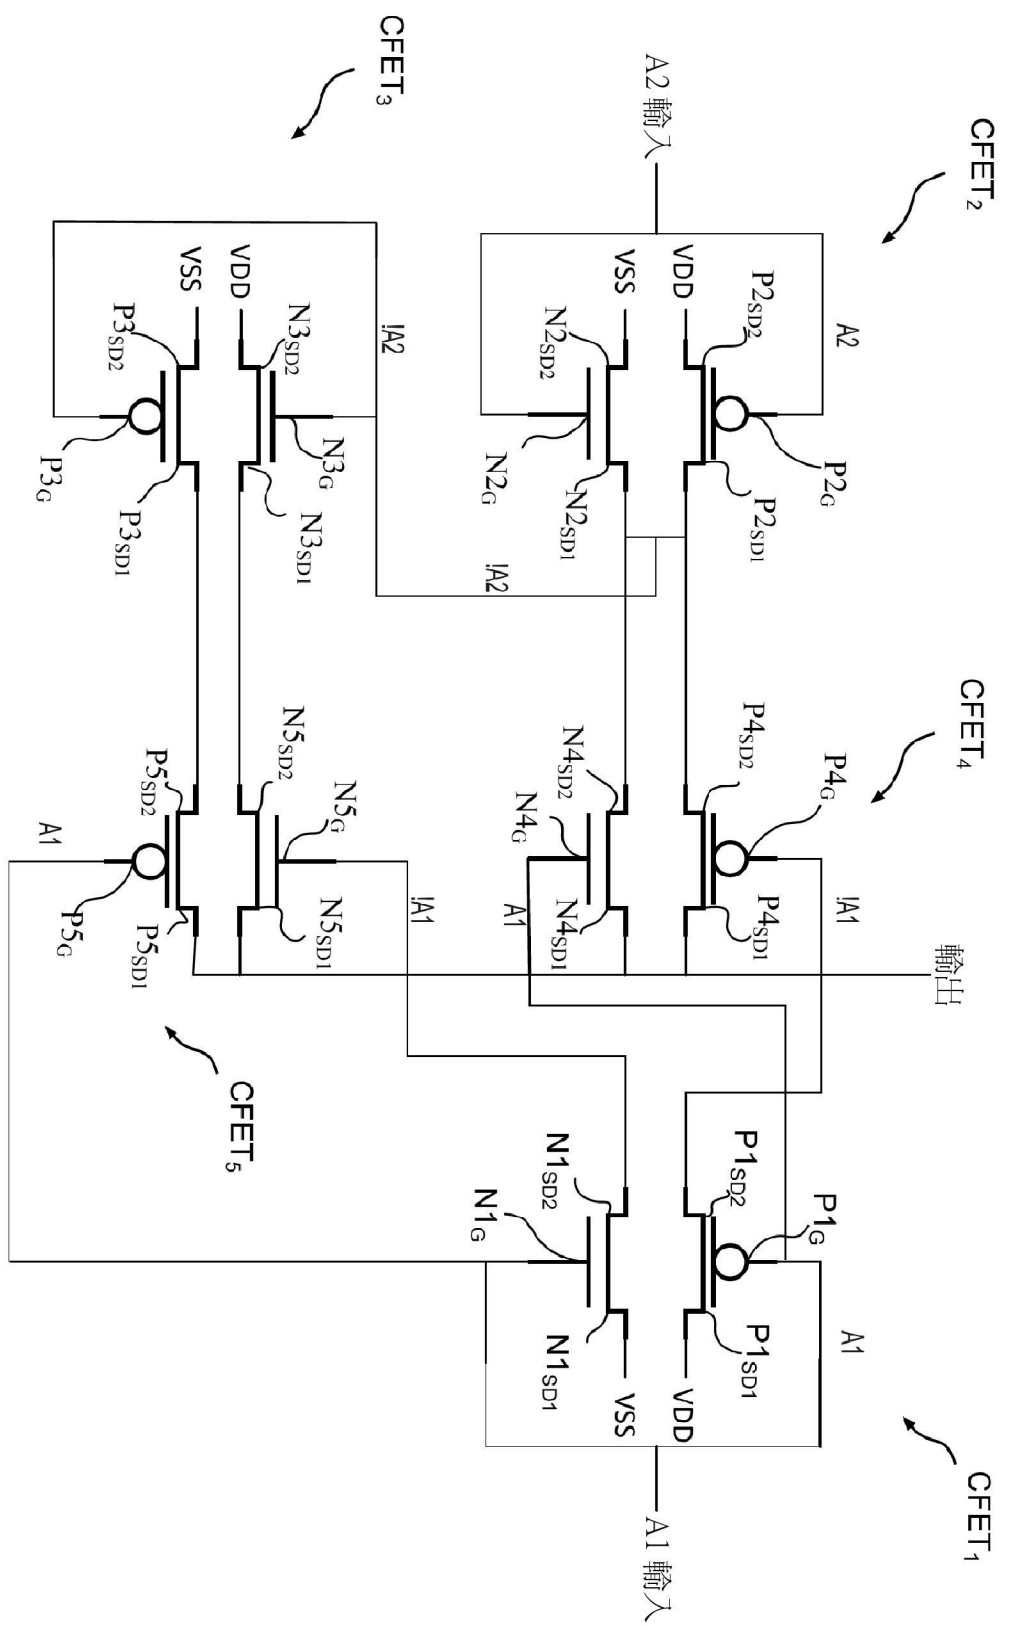 CFET₁
CFET₄
CFET₂
輸出
A1
!A1
A2
P1G
P4G
P2G
P1SD2
P1SD1
P4SD2
P4SD1
P2SD2
P2SD1
VDD
VDD
A1 輸入
A2 輸入
VSS
VSS
N1SD2
N1SD1
N4SD2
N4SD1
N2SD2
N2SD1
N1G
N4G
N2G
A1
!A2
!A1
!A2
CFET₃
N5G
N3G
N5SD2
N5SD1
N3SD2
N3SD1
VDD
VSS
CFET₅
P5SD2
P5SD1
P3SD2
P3SD1
P5G
P3G
A1